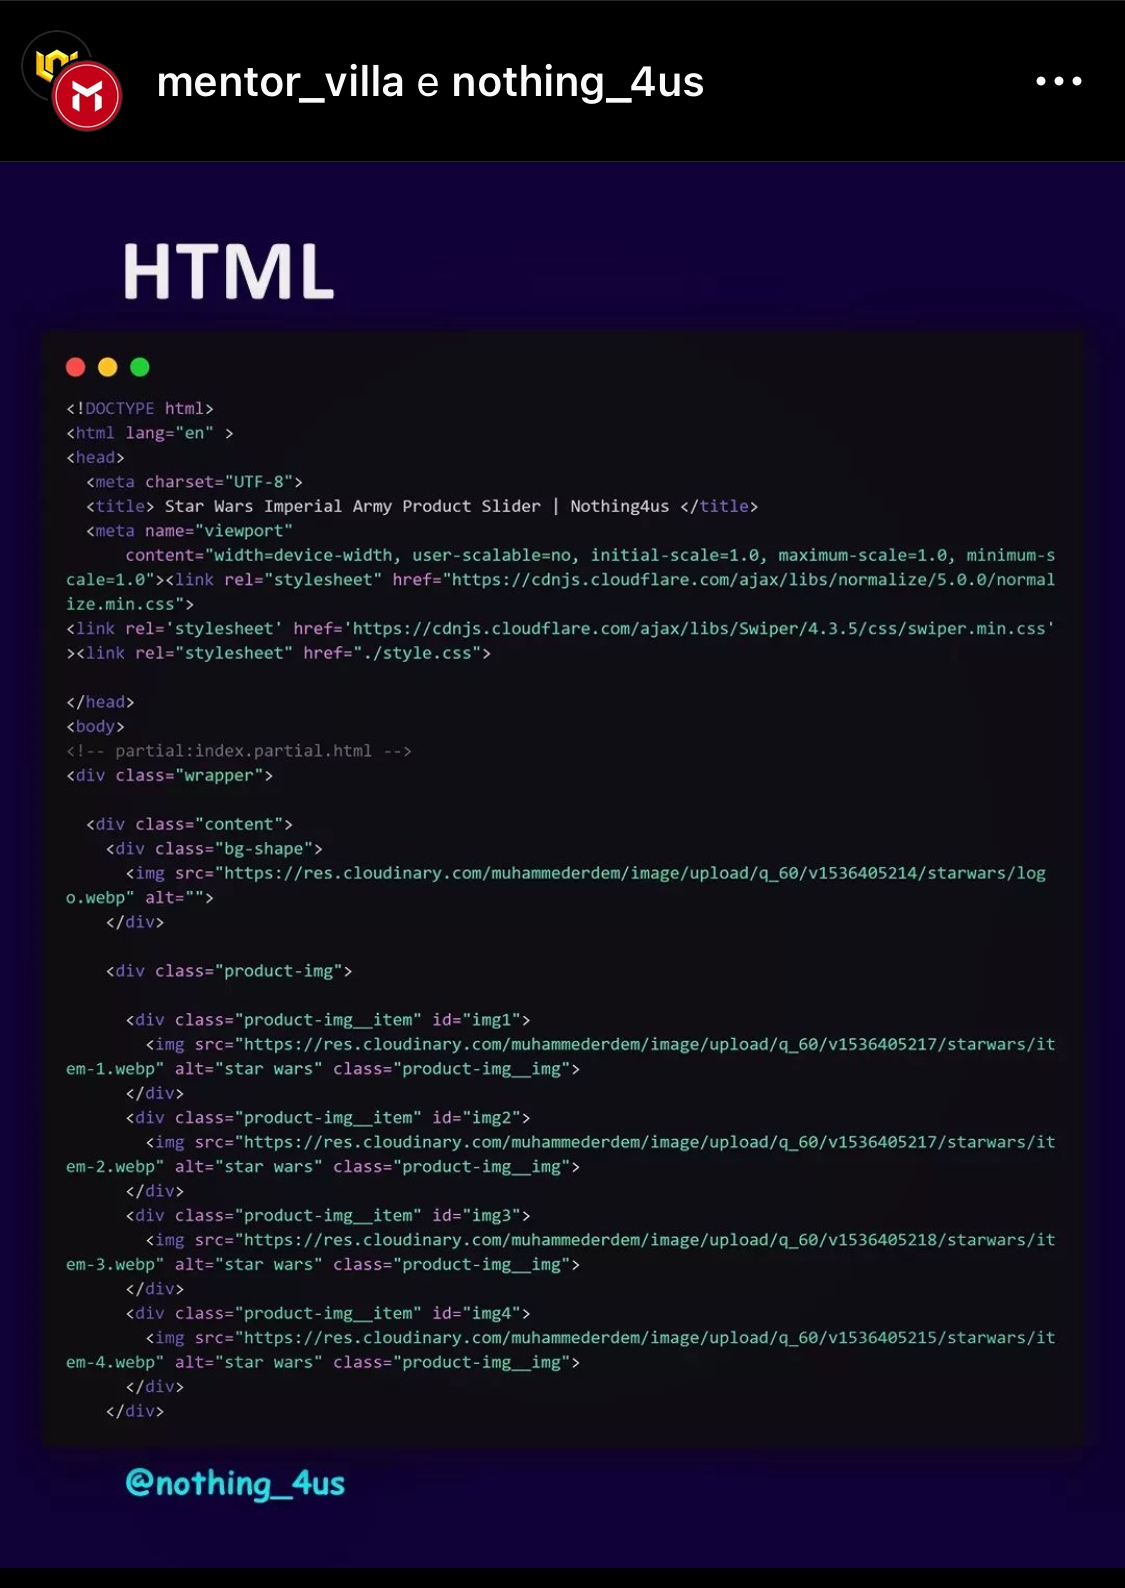 mentor_villa e nothing_4us
HTML
<!DOCTYPE html>
<html lang="en" >
<head>
  <meta charset="UTF-8">
  <title> Star Wars Imperial Army Product Slider | Nothing4us </title>
  <meta name="viewport"
      content="width=device-width, user-scalable=no, initial-scale=1.0, maximum-scale=1.0, minimum-s
cale=1.0"><link rel="stylesheet" href="https://cdnjs.cloudflare.com/ajax/libs/normalize/5.0.0/normal
ize.min.css">
<link rel='stylesheet' href='https://cdnjs.cloudflare.com/ajax/libs/Swiper/4.3.5/css/swiper.min.css'
><link rel="stylesheet" href="./style.css">
</head>
<body>
<!-- partial:index.partial.html -->
<div class="wrapper">
  <div class="content">
    <div class="bg-shape">
      <img src="https://res.cloudinary.com/muhammederdem/image/upload/q_60/v1536405214/starwars/log
o.webp" alt="">
    </div>
    <div class="product-img">
      <div class="product-img__item" id="img1">
        <img src="https://res.cloudinary.com/muhammederdem/image/upload/q_60/v1536405217/starwars/it
em-1.webp" alt="star wars" class="product-img__img">
      </div>
      <div class="product-img__item" id="img2">
        <img src="https://res.cloudinary.com/muhammederdem/image/upload/q_60/v1536405217/starwars/it
em-2.webp" alt="star wars" class="product-img__img">
      </div>
      <div class="product-img__item" id="img3">
        <img src="https://res.cloudinary.com/muhammederdem/image/upload/q_60/v1536405218/starwars/it
em-3.webp" alt="star wars" class="product-img__img">
      </div>
      <div class="product-img__item" id="img4">
        <img src="https://res.cloudinary.com/muhammederdem/image/upload/q_60/v1536405215/starwars/it
em-4.webp" alt="star wars" class="product-img__img">
      </div>
    </div>
@nothing_4us